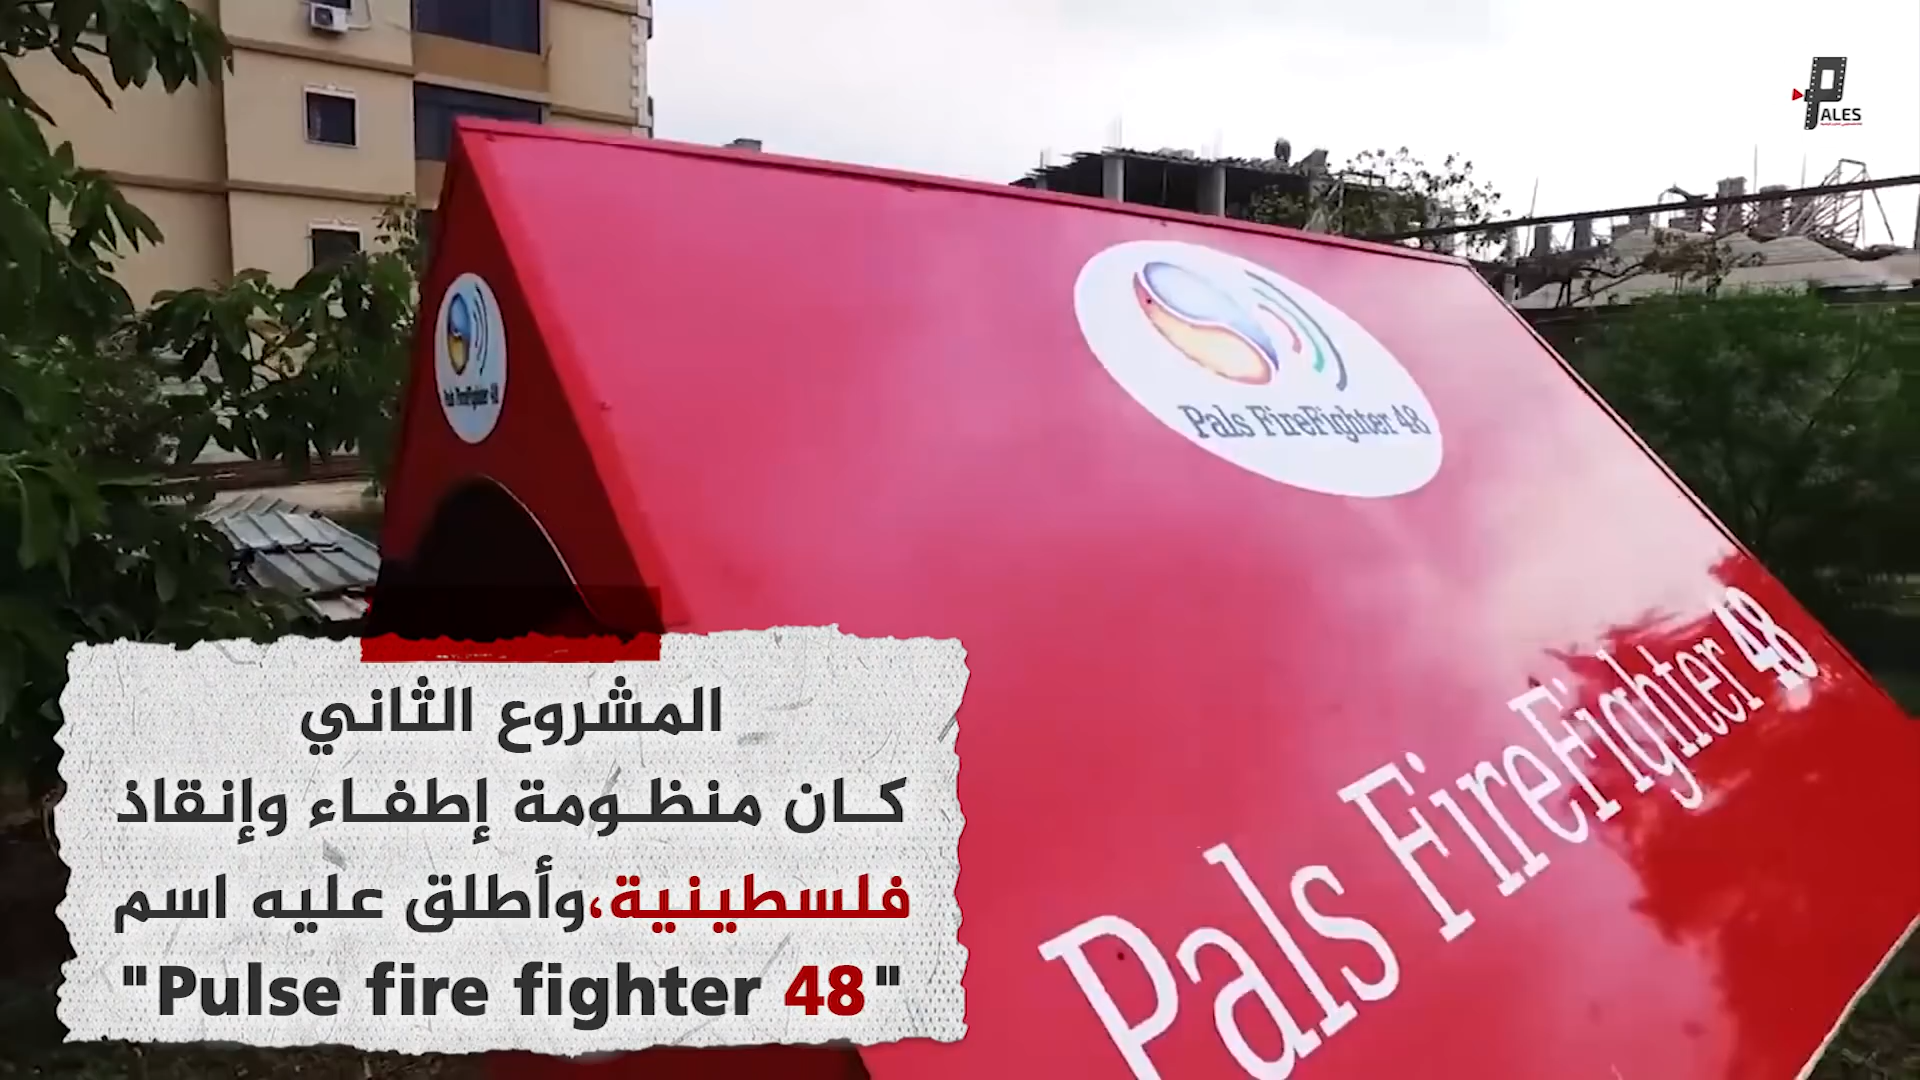 ALES
Pals FireFighter 48
Pals FireFighter 48
Pals FireFighter 48
المشروع الثاني
كان منظومة إطفاء وإنقاذ
فلسطينية، وأطلق عليه اسم
"Pulse fire fighter 48"